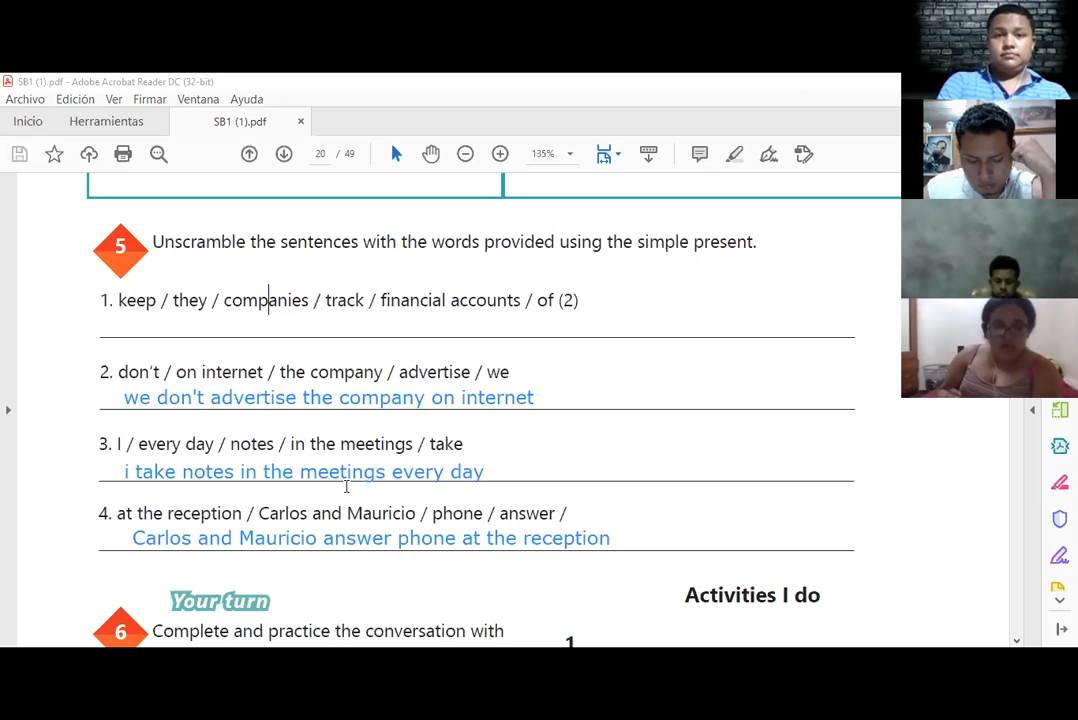 SB1 (1).pdf - Adobe Acrobat Reader DC (32-bit)
Archivo Edición Ver Firmar Ventana Ayuda
Inicio Herramientas SB1 (1).pdf ×
20 / 49 135%
5 Unscramble the sentences with the words provided using the simple present.
1. keep / they / companies / track / financial accounts / of (2)
2. don't / on internet / the company / advertise / we
we don't advertise the company on internet
3. I / every day / notes / in the meetings / take
i take notes in the meetings every day
4. at the reception / Carlos and Mauricio / phone / answer /
Carlos and Mauricio answer phone at the reception
Your turn
Activities I do
6 Complete and practice the conversation with
1